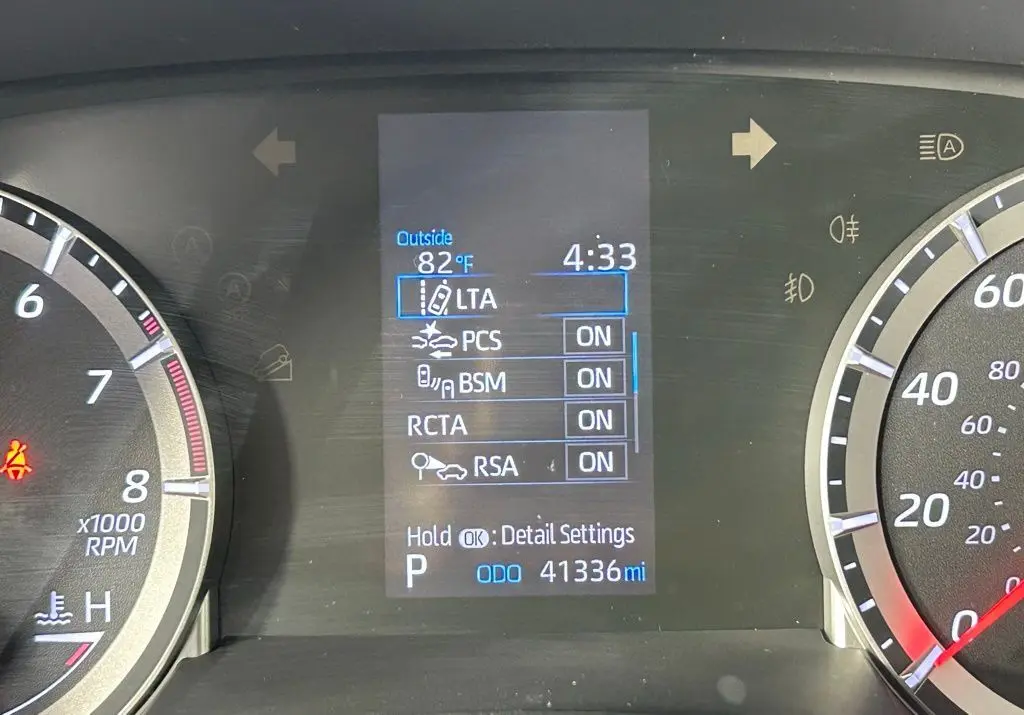 Outside
82°F 4:33
LTA
PCS ON
BSM ON
RCTA ON
RSA ON
Hold OK : Detail Settings
P ODO 41336 mi
6
7
8
x1000
RPM
H
60
40
20
0
80
60
40
20
0
A